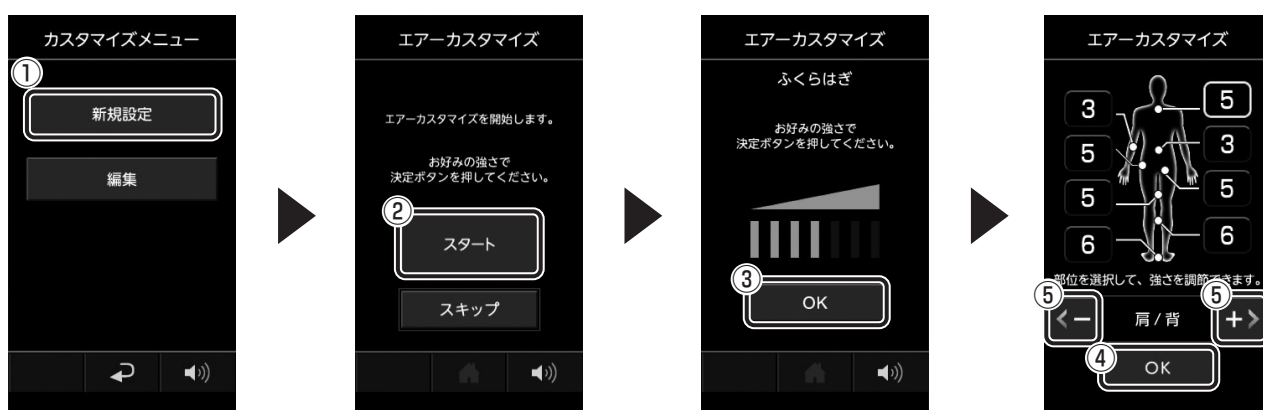 カスタマイズメニュー
①
新規設定
編集
エアーカスタマイズ
エアーカスタマイズを開始します。
お好みの強さで
決定ボタンを押してください。
②
スタート
スキップ
エアーカスタマイズ
ふくらはぎ
お好みの強さで
決定ボタンを押してください。
③
OK
エアーカスタマイズ
3 5
5 3
5 5
6 6
部位を選択して、強さを調節できます。
⑤ ⑤
< − 肩/背 + >
④
OK